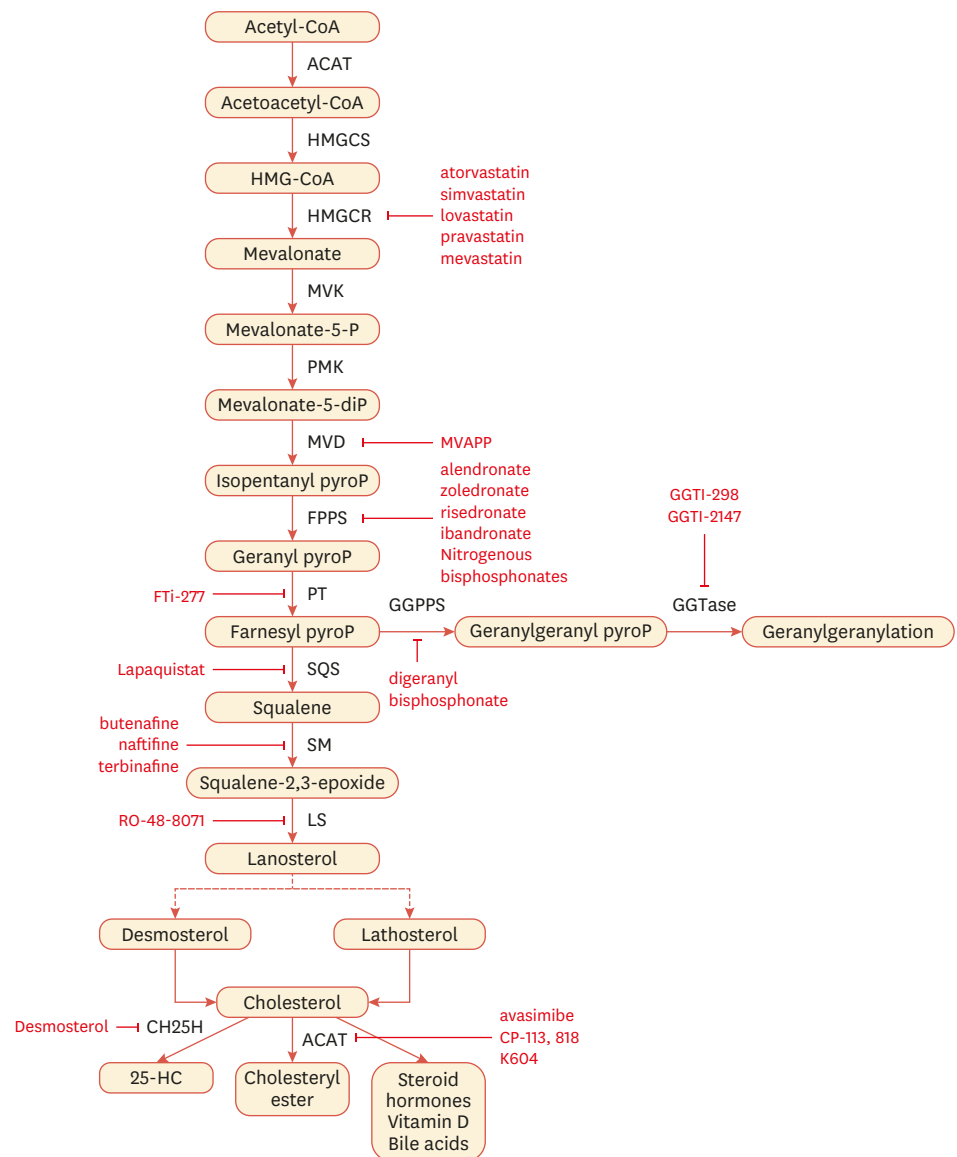 Acetyl-CoA
ACAT
Acetoacetyl-CoA
HMGCS
HMG-CoA
HMGCR
atorvastatin
simvastatin
lovastatin
pravastatin
mevastatin
Mevalonate
MVK
Mevalonate-5-P
PMK
Mevalonate-5-diP
MVD
MVAPP
Isopentanyl pyroP
FPPS
alendronate
zoledronate
risedronate
ibandronate
Nitrogenous
bisphosphonates
GGTI-298
GGTI-2147
Geranyl pyroP
FTi-277
PT
GGPPS
GGTase
Farnesyl pyroP
Geranylgeranyl pyroP
Geranylgeranylation
Lapaquistat
SQS
digeranyl
bisphosphonate
Squalene
butenafine
naftifine
terbinafine
SM
Squalene-2,3-epoxide
RO-48-8071
LS
Lanosterol
Desmosterol
Lathosterol
Cholesterol
Desmosterol
CH25H
ACAT
avasimibe
CP-113, 818
K604
25-HC
Cholesteryl
ester
Steroid
hormones
Vitamin D
Bile acids